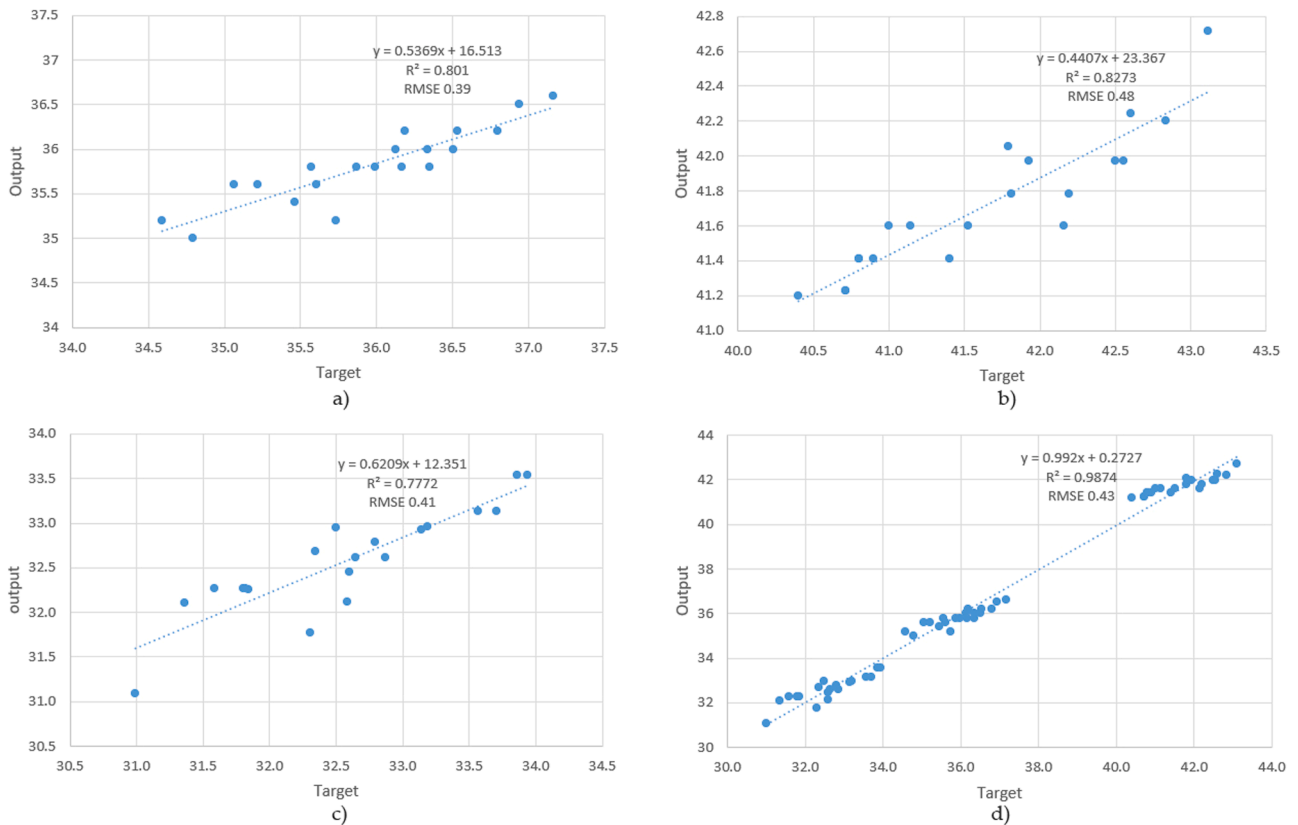 37.5
37
36.5
36
35.5
35
34.5
34
Output
y = 0.5369x + 16.513
R² = 0.801
RMSE 0.39
34.0 34.5 35.0 35.5 36.0 36.5 37.0 37.5
Target
a)
42.8
42.6
42.4
42.2
42.0
41.8
41.6
41.4
41.2
41.0
Output
y = 0.4407x + 23.367
R² = 0.8273
RMSE 0.48
40.0 40.5 41.0 41.5 42.0 42.5 43.0 43.5
Target
b)
34.0
33.5
33.0
32.5
32.0
31.5
31.0
30.5
output
y = 0.6209x + 12.351
R² = 0.7772
RMSE 0.41
30.5 31.0 31.5 32.0 32.5 33.0 33.5 34.0 34.5
Target
c)
44
42
40
38
36
34
32
30
Output
y = 0.992x + 0.2727
R² = 0.9874
RMSE 0.43
30.0 32.0 34.0 36.0 38.0 40.0 42.0 44.0
Target
d)